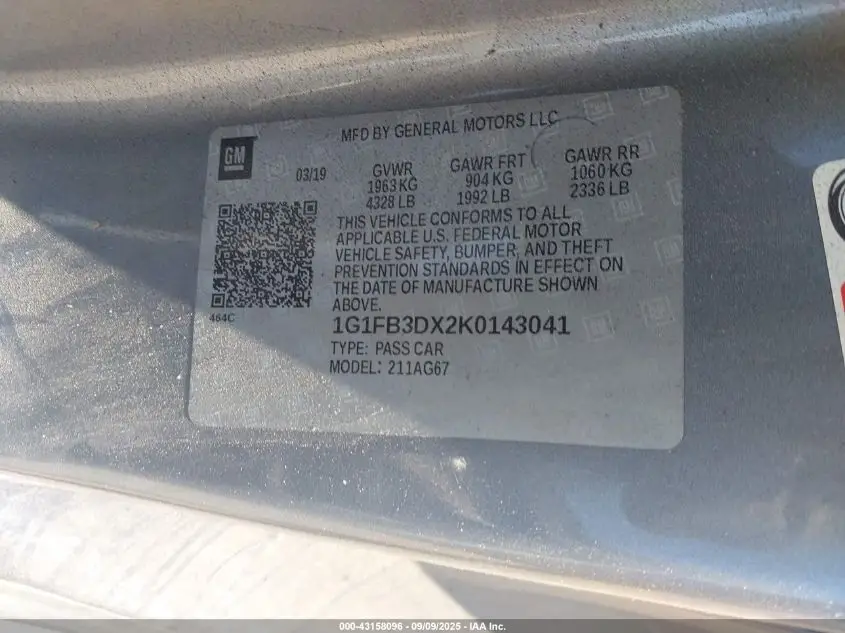 MFD BY GENERAL MOTORS LLC
GM
03/19
GVWR
1963 KG
4328 LB
GAWR FRT
904 KG
1992 LB
GAWR RR
1060 KG
2336 LB
THIS VEHICLE CONFORMS TO ALL
APPLICABLE U.S. FEDERAL MOTOR
VEHICLE SAFETY, BUMPER, AND THEFT
PREVENTION STANDARDS IN EFFECT ON
THE DATE OF MANUFACTURE SHOWN
ABOVE.
464C
1G1FB3DX2K0143041
TYPE: PASS CAR
MODEL: 211AG67
000-43158096 - 09/09/2025 - IAA Inc.